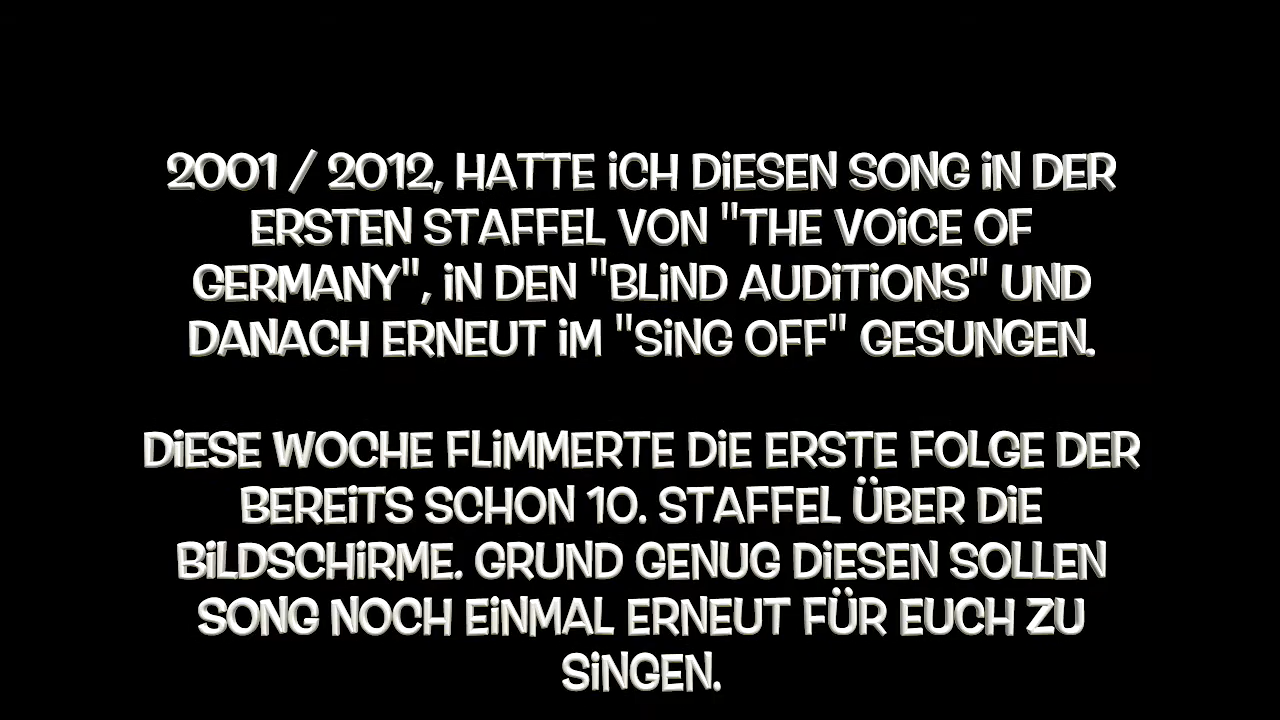 2001 / 2012, HATTE iCH DiESEN SONG iN DER
ERSTEN STAFFEL VON "THE VOiCE OF
GERMANY", iN DEN "BLiND AUDiTiONS" UND
DANACH ERNEUT iM "SiNG OFF" GESUNGEN.
DiESE WOCHE FLiMMERTE DiE ERSTE FOLGE DER
BEREiTS SCHON 10. STAFFEL ÜBER DiE
BiLDSCHiRME. GRUND GENUG DiESEN SOLLEN
SONG NOCH EiNMAL ERNEUT FÜR EUCH ZU
SiNGEN.